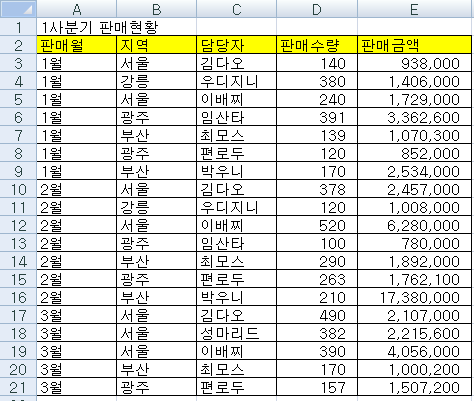 A B C D E
1 1사분기 판매현황
2 판매월 지역 담당자 판매수량 판매금액
3 1월 서울 김다오 140 938,000
4 1월 강릉 우디지니 380 1,406,000
5 1월 서울 이배찌 240 1,729,000
6 1월 광주 임산타 391 3,362,600
7 1월 부산 최모스 139 1,070,300
8 1월 광주 편로두 120 852,000
9 1월 부산 박우니 170 2,534,000
10 2월 서울 김다오 378 2,457,000
11 2월 강릉 우디지니 120 1,008,000
12 2월 서울 이배찌 520 6,280,000
13 2월 광주 임산타 100 780,000
14 2월 부산 최모스 290 1,892,000
15 2월 광주 편로두 263 1,762,100
16 2월 부산 박우니 210 17,380,000
17 3월 서울 김다오 490 2,107,000
18 3월 서울 성마리드 382 2,215,600
19 3월 서울 이배찌 390 4,056,000
20 3월 부산 최모스 170 1,000,200
21 3월 광주 편로두 157 1,507,200